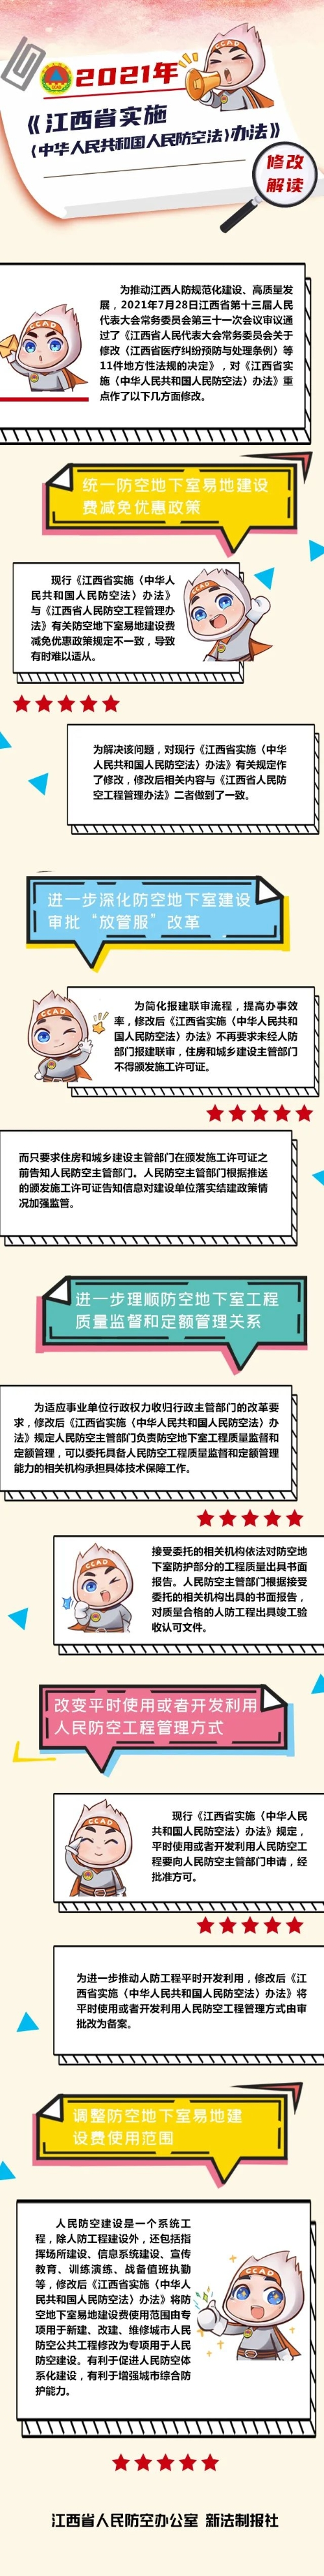 2021年
《江西省实施
〈中华人民共和国人民防空法〉办法》
修改
解读
为推动江西人防规范化建设、高质量发
展，2021年7月28日江西省第十三届人民
代表大会常务委员会第三十一次会议审议通
过了《江西省人民代表大会常务委员会关于
修改〈江西省医疗纠纷预防与处理条例〉等
11件地方性法规的决定》，对《江西省实
施〈中华人民共和国人民防空法〉办法》重
点作了以下几方面修改。
CCAD
统一防空地下室易地建设
费减免优惠政策
现行《江西省实施〈中华人
民共和国人民防空法〉办法》
与《江西省人民防空工程管理办
法》有关防空地下室易地建设费
减免优惠政策规定不一致，导致
有时难以适从。
为解决该问题，对现行《江西省实施〈中华
人民共和国人民防空法〉办法》有关规定作
了修改，修改后相关内容与《江西省人民防
空工程管理办法》二者做到了一致。
进一步深化防空地下室建设
审批“放管服”改革
CCAD
为简化报建联审流程，提高办事效
率，修改后《江西省实施〈中华人民共和
国人民防空法〉办法》不再要求未经人防
部门报建联审，住房和城乡建设主管部门
不得颁发施工许可证。
而只要求住房和城乡建设主管部门在颁发施工许可证之
前告知人民防空主管部门。人民防空主管部门根据推送
的颁发施工许可证告知信息对建设单位落实结建政策情
况加强监管。
进一步理顺防空地下室工程
质量监督和定额管理关系
为适应事业单位行政权力收归行政主管部门的改革要
求，修改后《江西省实施〈中华人民共和国人民防空法〉办
法》规定人民防空主管部门负责防空地下室工程质量监督和
定额管理，可以委托具备人民防空工程质量监督和定额管理
能力的相关机构承担具体技术保障工作。
CCAD
接受委托的相关机构依法对防空地
下室防护部分的工程质量出具书面
报告。人民防空主管部门根据接受
委托的相关机构出具的书面报告，
对质量合格的人防工程出具竣工验
收认可文件。
改变平时使用或者开发利用
人民防空工程管理方式
CCAD
现行《江西省实施〈中华人民
共和国人民防空法〉办法》规定，
平时使用或者开发利用人民防空工
程要向人民防空主管部门申请，经
批准方可。
为进一步推动人防工程平时开发利用，修改后《江
西省实施〈中华人民共和国人民防空法〉办法》将
平时使用或者开发利用人民防空工程管理方式由审
批改为备案。
调整防空地下室易地建
设费使用范围
人民防空建设是一个系统工
程，除人防工程建设外，还包括指
挥场所建设、信息系统建设、宣传
教育、训练演练、战备值班执勤
等，修改后《江西省实施〈中华人
民共和国人民防空法〉办法》将防
空地下室易地建设费使用范围由专
项用于新建、改建、维修城市人民
防空公共工程修改为专项用于人民
防空建设。有利于促进人民防空体
系化建设，有利于增强城市综合防
护能力。
江西省人民防空办公室 新法制报社